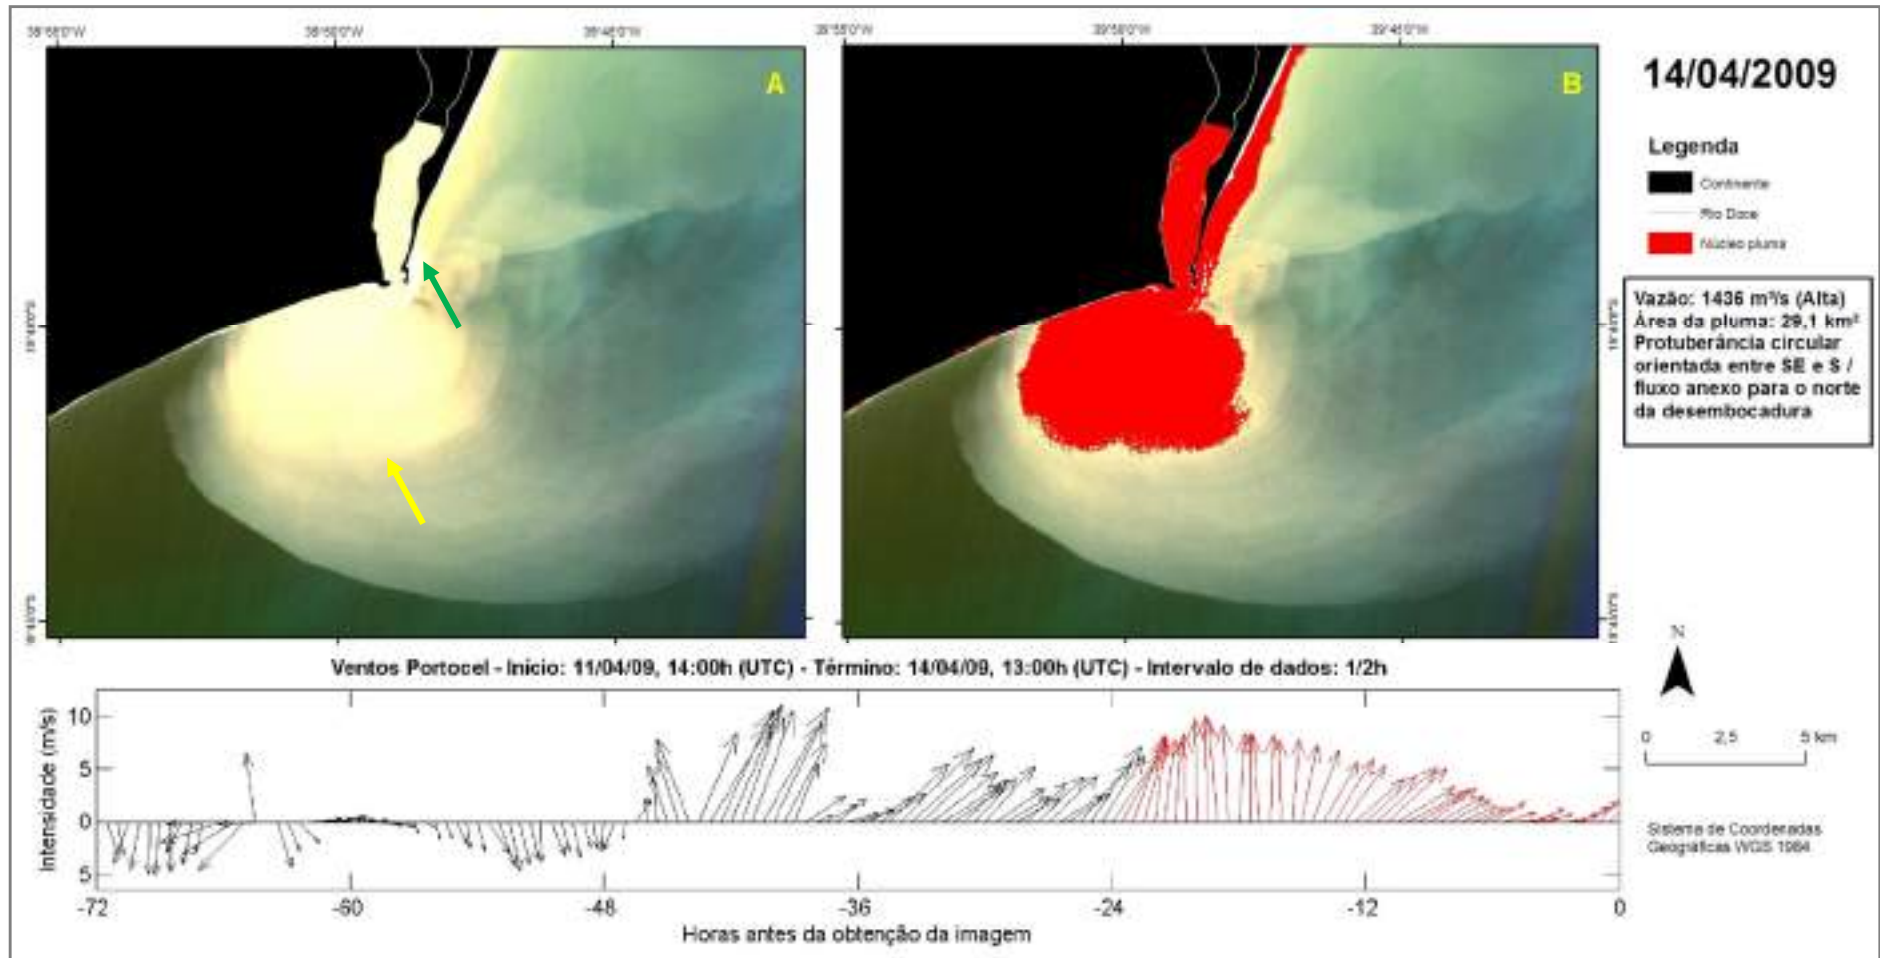 39°50'0"W
A
B
14/04/2009
Legenda
Continente
Rio Doce
Núcleo pluma
Vazão: 1436 m³/s (Alta)
Área da pluma: 29,1 km²
Protuberância circular
orientada entre SE e S /
fluxo anexo para o norte
da desembocadura
N
0 2,5 5 km
Sistema de Coordenadas
Geográficas WGS 1984
Ventos Portocel - Início: 11/04/09, 14:00h (UTC) - Término: 14/04/09, 13:00h (UTC) - Intervalo de dados: 1/2h
Intensidade (m/s)
10
5
0
5
-72 -60 -48 -36 -24 -12 0
Horas antes da obtenção da imagem